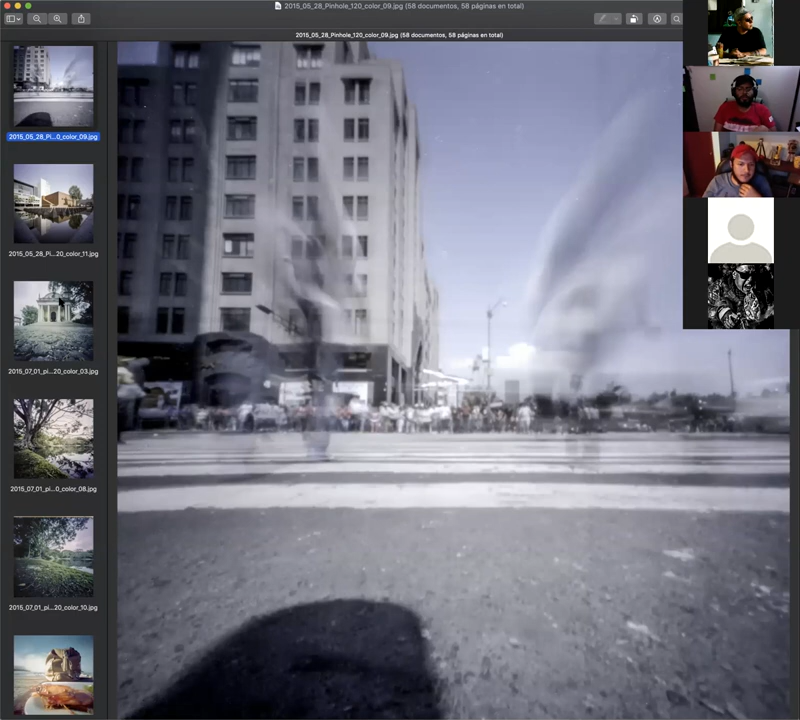 2015_05_28_Pinhole_120_color_09.jpg (58 documentos, 58 páginas en total)
2015_05_28_Pinhole_120_color_09.jpg (58 documentos, 58 páginas en total)
2015_05_28_Pi...0_color_09.jpg
2015_05_28_Pi...20_color_11.jpg
2015_07_01_pi...20_color_03.jpg
2015_07_01_pi...0_color_08.jpg
2015_07_01_pi...20_color_10.jpg